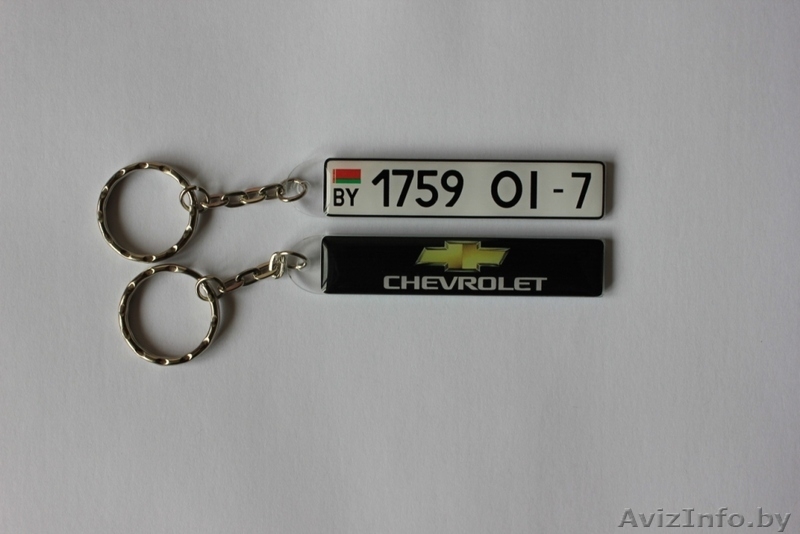 BY 1759 OI-7
CHEVROLET
AvizInfo.by